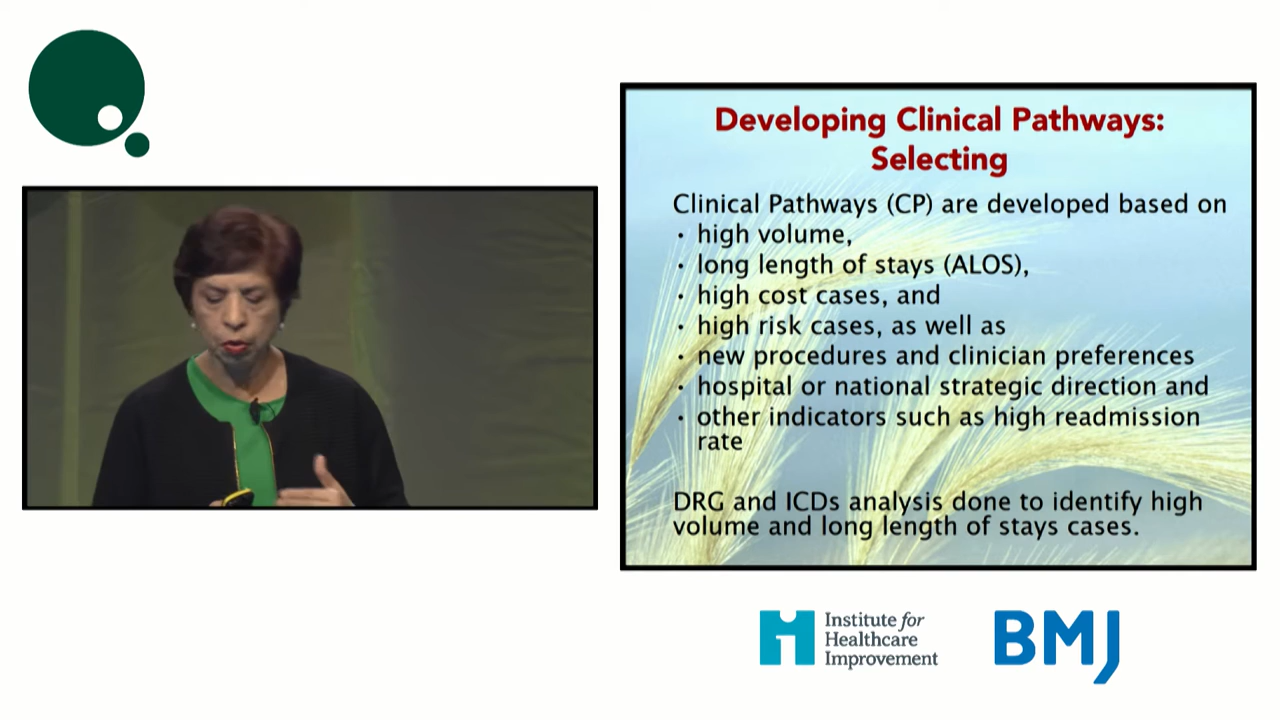 Developing Clinical Pathways:
Selecting
Clinical Pathways (CP) are developed based on
• high volume,
• long length of stays (ALOS),
• high cost cases, and
• high risk cases, as well as
• new procedures and clinician preferences
• hospital or national strategic direction and
• other indicators such as high readmission
rate
DRG and ICDs analysis done to identify high
volume and long length of stays cases.
Institute for
Healthcare
Improvement
BMJ